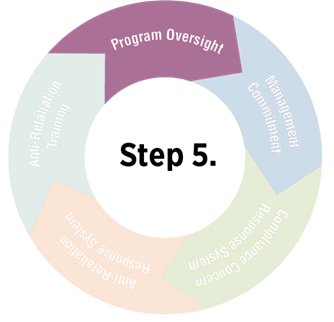 Program Oversight
Management
Commitment
Compliance Concern
Response System
Anti-Retaliation
Response System
Anti-Retaliation
Training
Step 5.